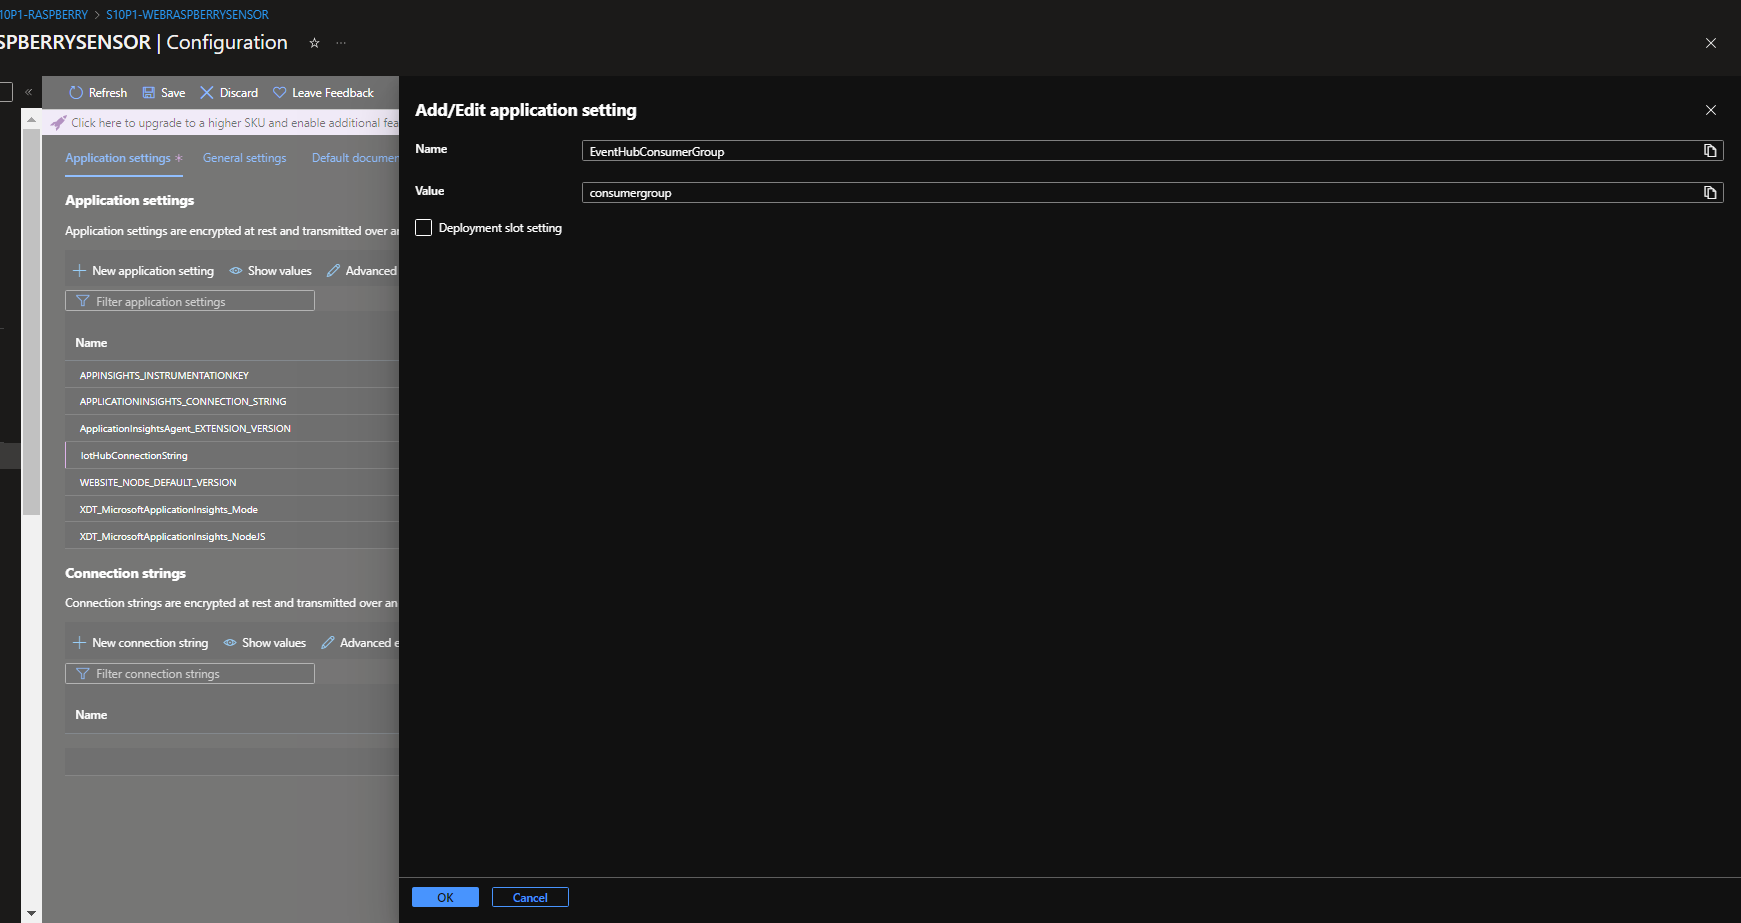 10P1-RASPBERRY > S10P1-WEBRASPBERRYSENSOR
SPBERRYSENSOR | Configuration
Refresh Save Discard Leave Feedback
Click here to upgrade to a higher SKU and enable additional fea
Application settings * General settings Default documen
Application settings
Application settings are encrypted at rest and transmitted over an
New application setting Show values Advanced
Filter application settings
Name
APPINSIGHTS_INSTRUMENTATIONKEY
APPLICATIONINSIGHTS_CONNECTION_STRING
ApplicationInsightsAgent_EXTENSION_VERSION
IotHubConnectionString
WEBSITE_NODE_DEFAULT_VERSION
XDT_MicrosoftApplicationInsights_Mode
XDT_MicrosoftApplicationInsights_NodeJS
Connection strings
Connection strings are encrypted at rest and transmitted over an
New connection string Show values Advanced e
Filter connection strings
Name
Add/Edit application setting
Name EventHubConsumerGroup
Value consumergroup
Deployment slot setting
OK Cancel